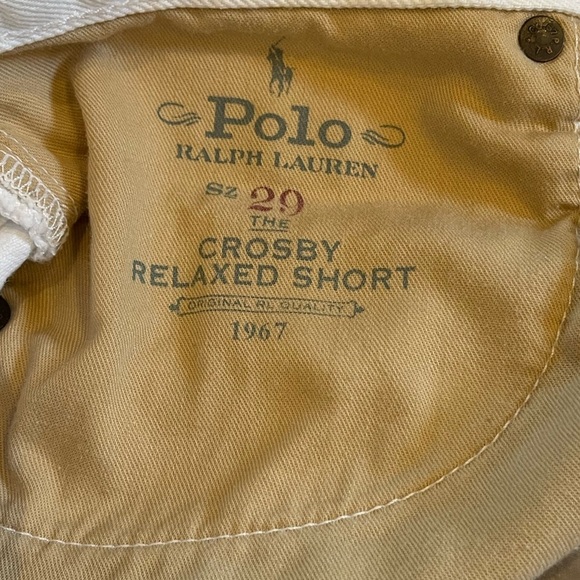 Polo
RALPH LAUREN
SZ 29
THE
CROSBY
RELAXED SHORT
ORIGINAL RL QUALITY
1967